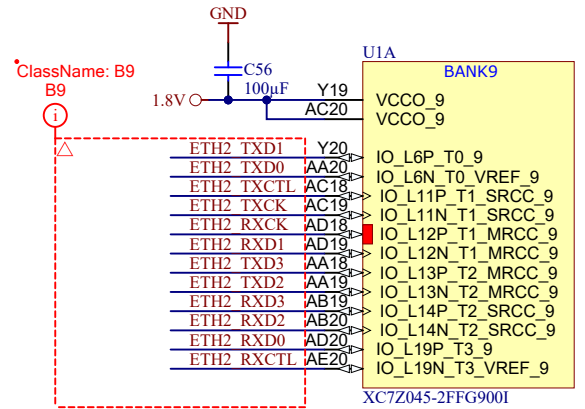 GND
C56
100µF
1.8V
ClassName: B9
B9
i
U1A
BANK9
Y19 VCCO_9
AC20 VCCO_9
ETH2_TXD1 Y20 IO_L6P_T0_9
ETH2_TXD0 AA20 IO_L6N_T0_VREF_9
ETH2_TXCTL AC18 IO_L11P_T1_SRCC_9
ETH2_TXCK AC19 IO_L11N_T1_SRCC_9
ETH2_RXCK AD18 IO_L12P_T1_MRCC_9
ETH2_RXD1 AD19 IO_L12N_T1_MRCC_9
ETH2_TXD3 AA18 IO_L13P_T2_MRCC_9
ETH2_TXD2 AA19 IO_L13N_T2_MRCC_9
ETH2_RXD3 AB19 IO_L14P_T2_SRCC_9
ETH2_RXD2 AB20 IO_L14N_T2_SRCC_9
ETH2_RXD0 AD20 IO_L19P_T3_9
ETH2_RXCTL AE20 IO_L19N_T3_VREF_9
XC7Z045-2FFG900I